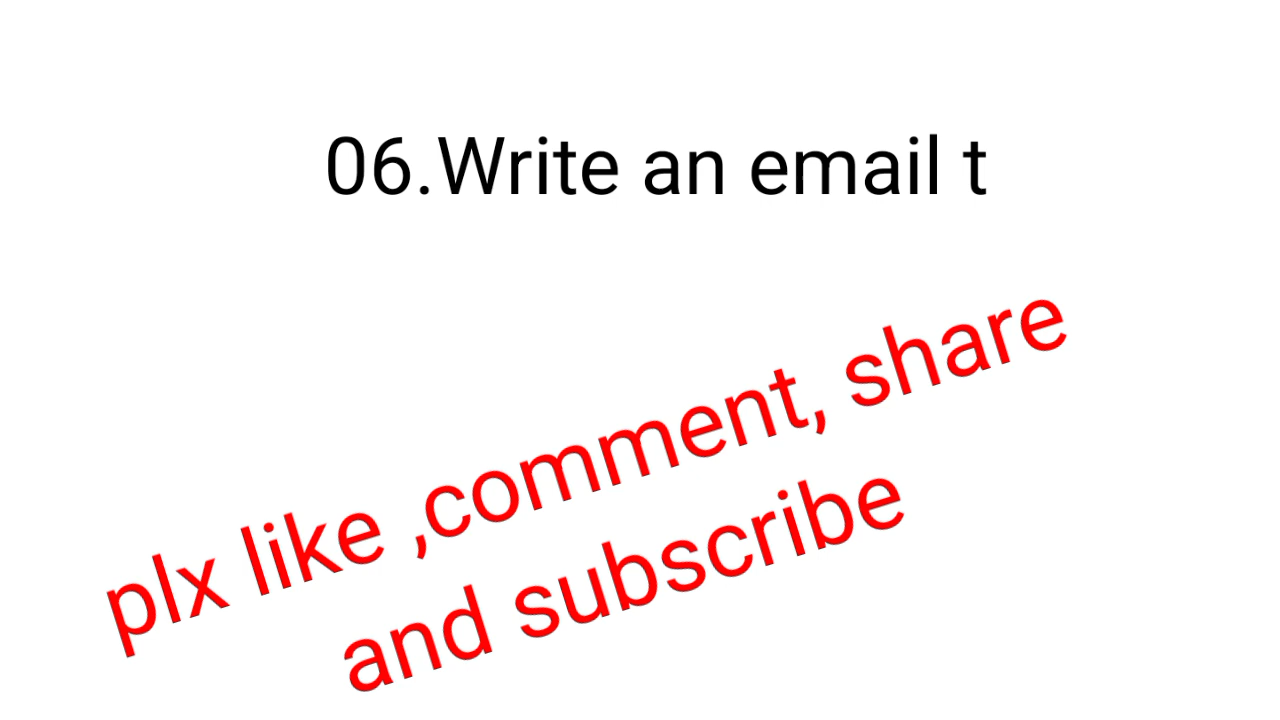 06.Write an email t
plx like ,comment, share
and subscribe